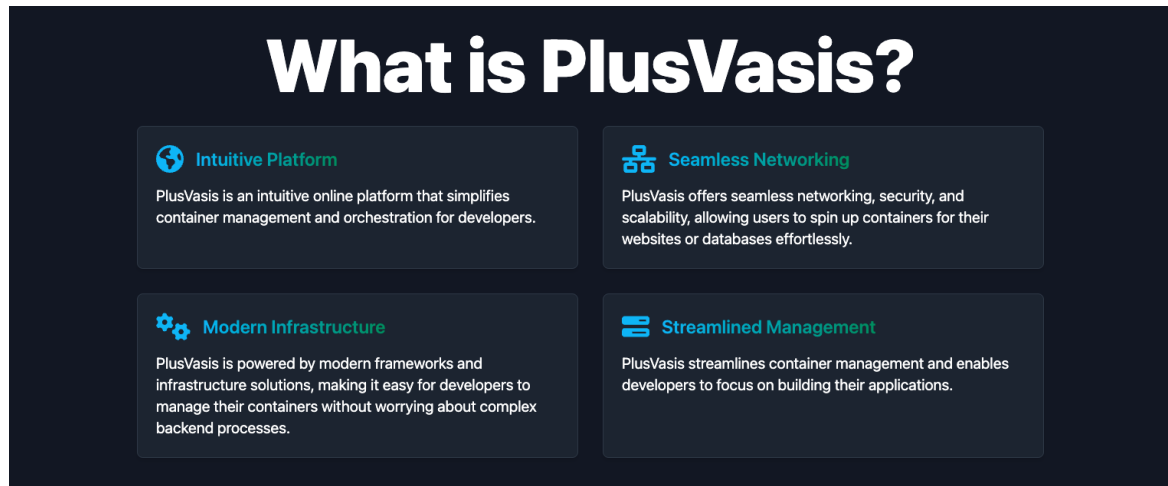 What is PlusVasis?
Intuitive Platform
PlusVasis is an intuitive online platform that simplifies
container management and orchestration for developers.
Seamless Networking
PlusVasis offers seamless networking, security, and
scalability, allowing users to spin up containers for their
websites or databases effortlessly.
Modern Infrastructure
PlusVasis is powered by modern frameworks and
infrastructure solutions, making it easy for developers to
manage their containers without worrying about complex
backend processes.
Streamlined Management
PlusVasis streamlines container management and enables
developers to focus on building their applications.